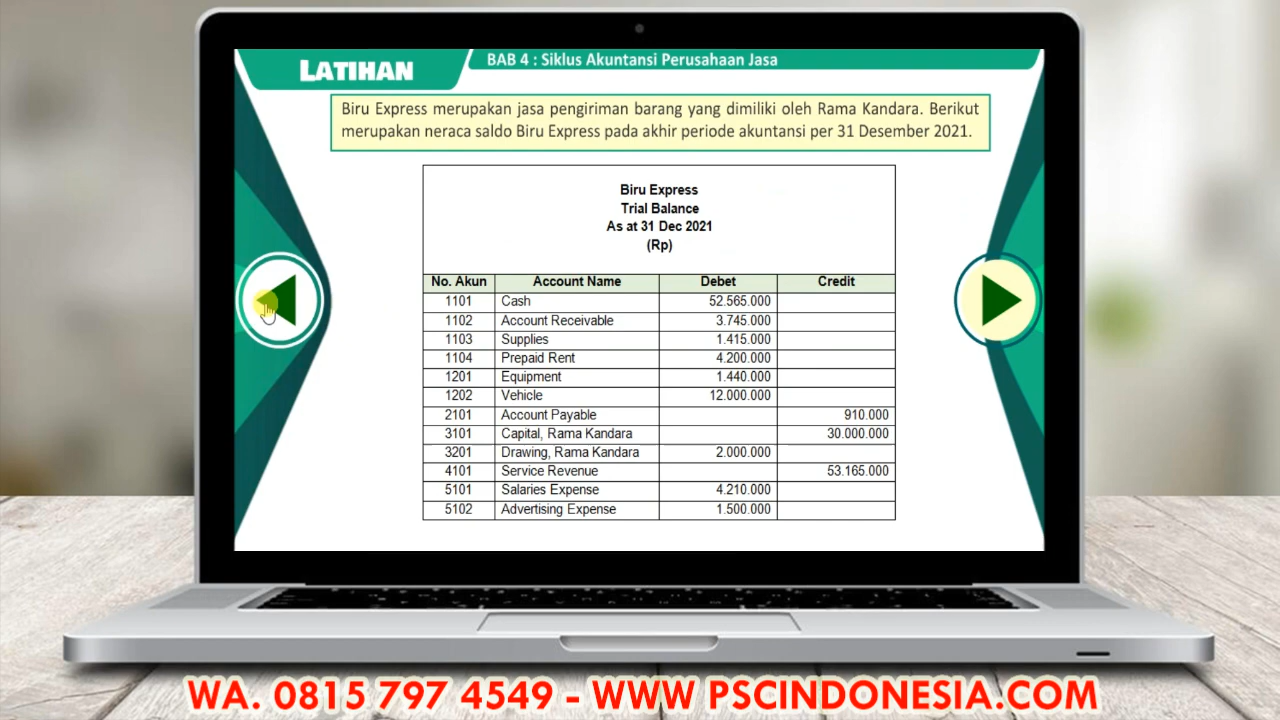 LATIHAN
BAB 4 : Siklus Akuntansi Perusahaan Jasa
Biru Express merupakan jasa pengiriman barang yang dimiliki oleh Rama Kandara. Berikut
merupakan neraca saldo Biru Express pada akhir periode akuntansi per 31 Desember 2021.
Biru Express
Trial Balance
As at 31 Dec 2021
(Rp)
No. Akun Account Name Debet Credit
1101 Cash 52.565.000
1102 Account Receivable 3.745.000
1103 Supplies 1.415.000
1104 Prepaid Rent 4.200.000
1201 Equipment 1.440.000
1202 Vehicle 12.000.000
2101 Account Payable 910.000
3101 Capital, Rama Kandara 30.000.000
3201 Drawing, Rama Kandara 2.000.000
4101 Service Revenue 53.165.000
5101 Salaries Expense 4.210.000
5102 Advertising Expense 1.500.000
WA. 0815 797 4549 - WWW PSCINDONESIA.COM